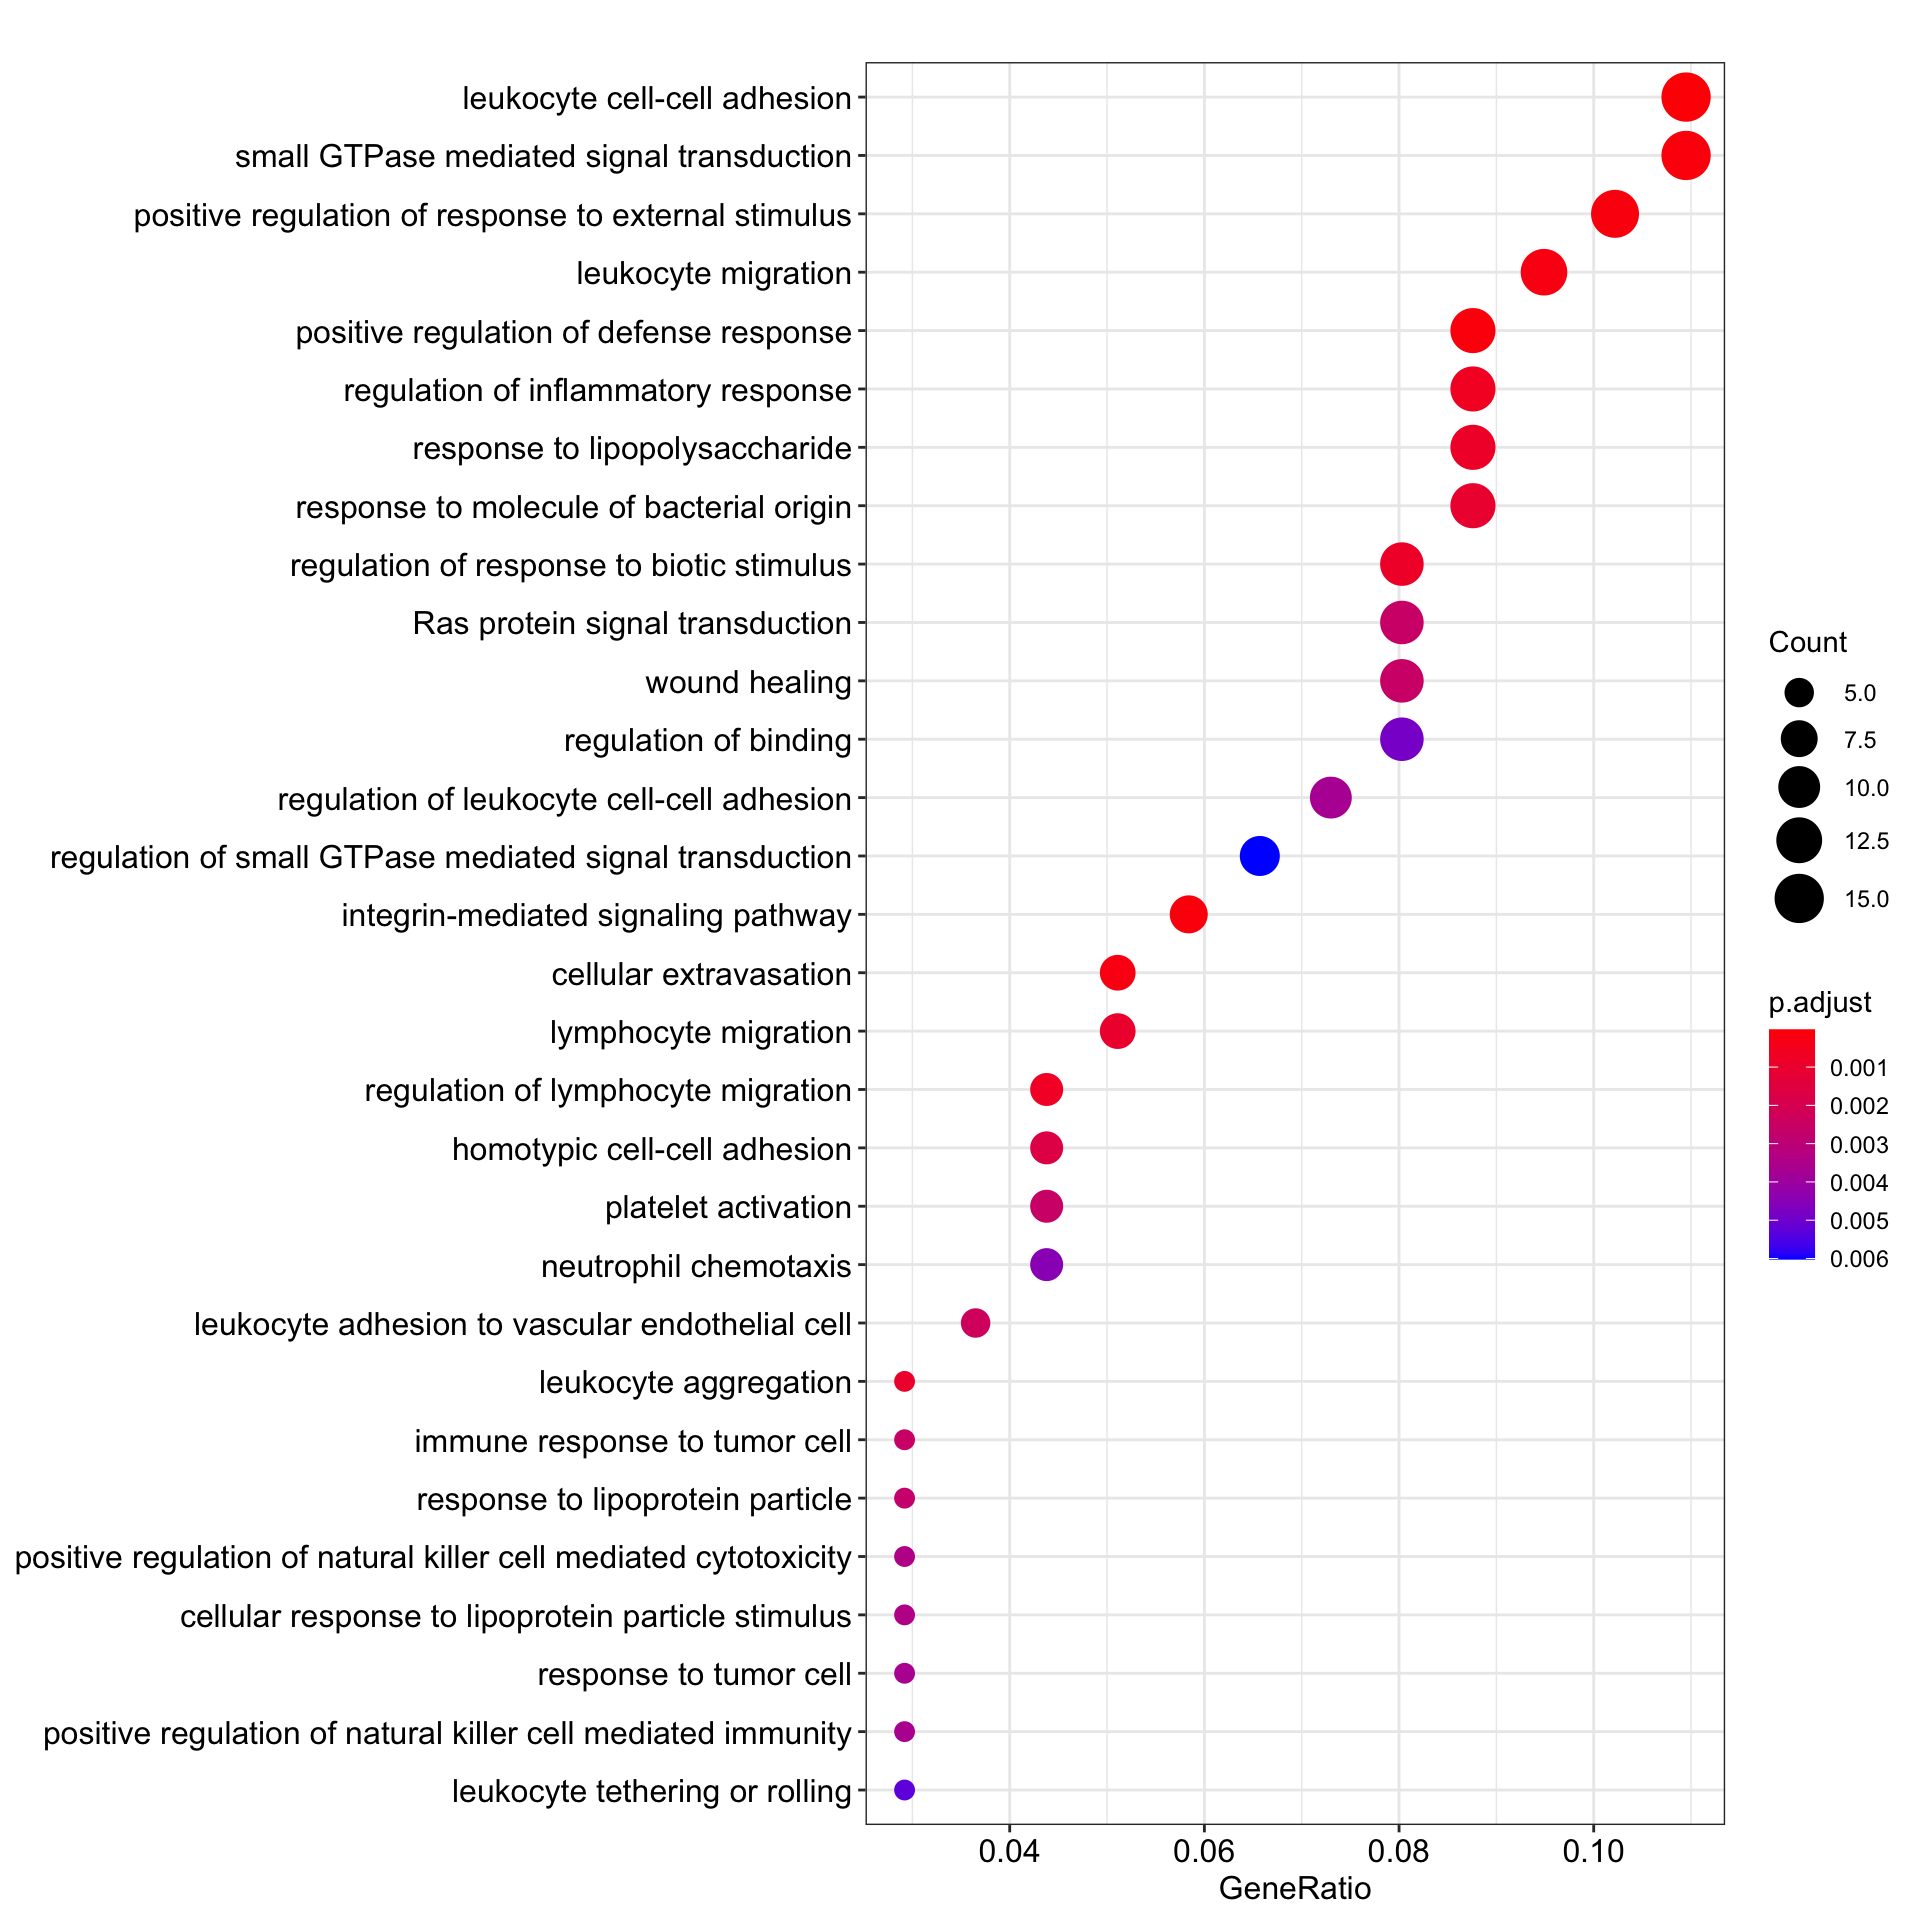 leukocyte cell-cell adhesion
small GTPase mediated signal transduction
positive regulation of response to external stimulus
leukocyte migration
positive regulation of defense response
regulation of inflammatory response
response to lipopolysaccharide
response to molecule of bacterial origin
regulation of response to biotic stimulus
Ras protein signal transduction
wound healing
regulation of binding
regulation of leukocyte cell-cell adhesion
regulation of small GTPase mediated signal transduction
integrin-mediated signaling pathway
cellular extravasation
lymphocyte migration
regulation of lymphocyte migration
homotypic cell-cell adhesion
platelet activation
neutrophil chemotaxis
leukocyte adhesion to vascular endothelial cell
leukocyte aggregation
immune response to tumor cell
response to lipoprotein particle
positive regulation of natural killer cell mediated cytotoxicity
cellular response to lipoprotein particle stimulus
response to tumor cell
positive regulation of natural killer cell mediated immunity
leukocyte tethering or rolling
0.04 0.06 0.08 0.10
GeneRatio
Count
5.0
7.5
10.0
12.5
15.0
p.adjust
0.001
0.002
0.003
0.004
0.005
0.006